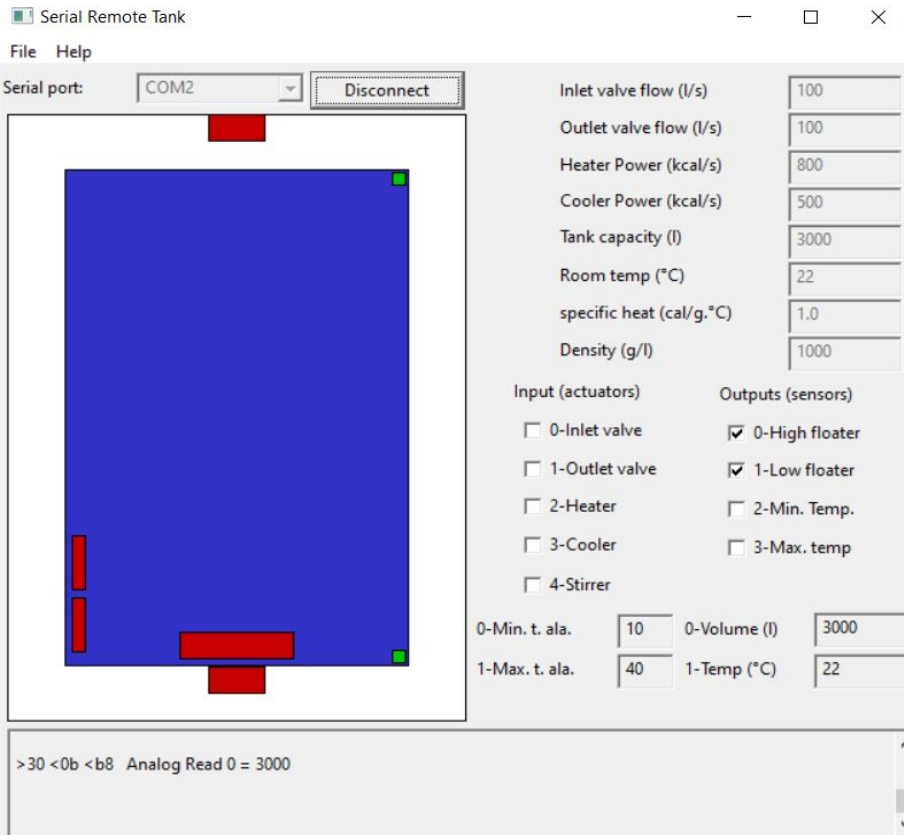 Serial Remote Tank
File Help
Serial port: COM2 Disconnect
Inlet valve flow (l/s) 100
Outlet valve flow (l/s) 100
Heater Power (kcal/s) 800
Cooler Power (kcal/s) 500
Tank capacity (l) 3000
Room temp (°C) 22
specific heat (cal/g.°C) 1.0
Density (g/l) 1000
Input (actuators) Outputs (sensors)
0-Inlet valve 0-High floater
1-Outlet valve 1-Low floater
2-Heater 2-Min. Temp.
3-Cooler 3-Max. temp
4-Stirrer
0-Min. t. ala. 10 0-Volume (l) 3000
1-Max. t. ala. 40 1-Temp (°C) 22
>30 <0b <b8 Analog Read 0 = 3000